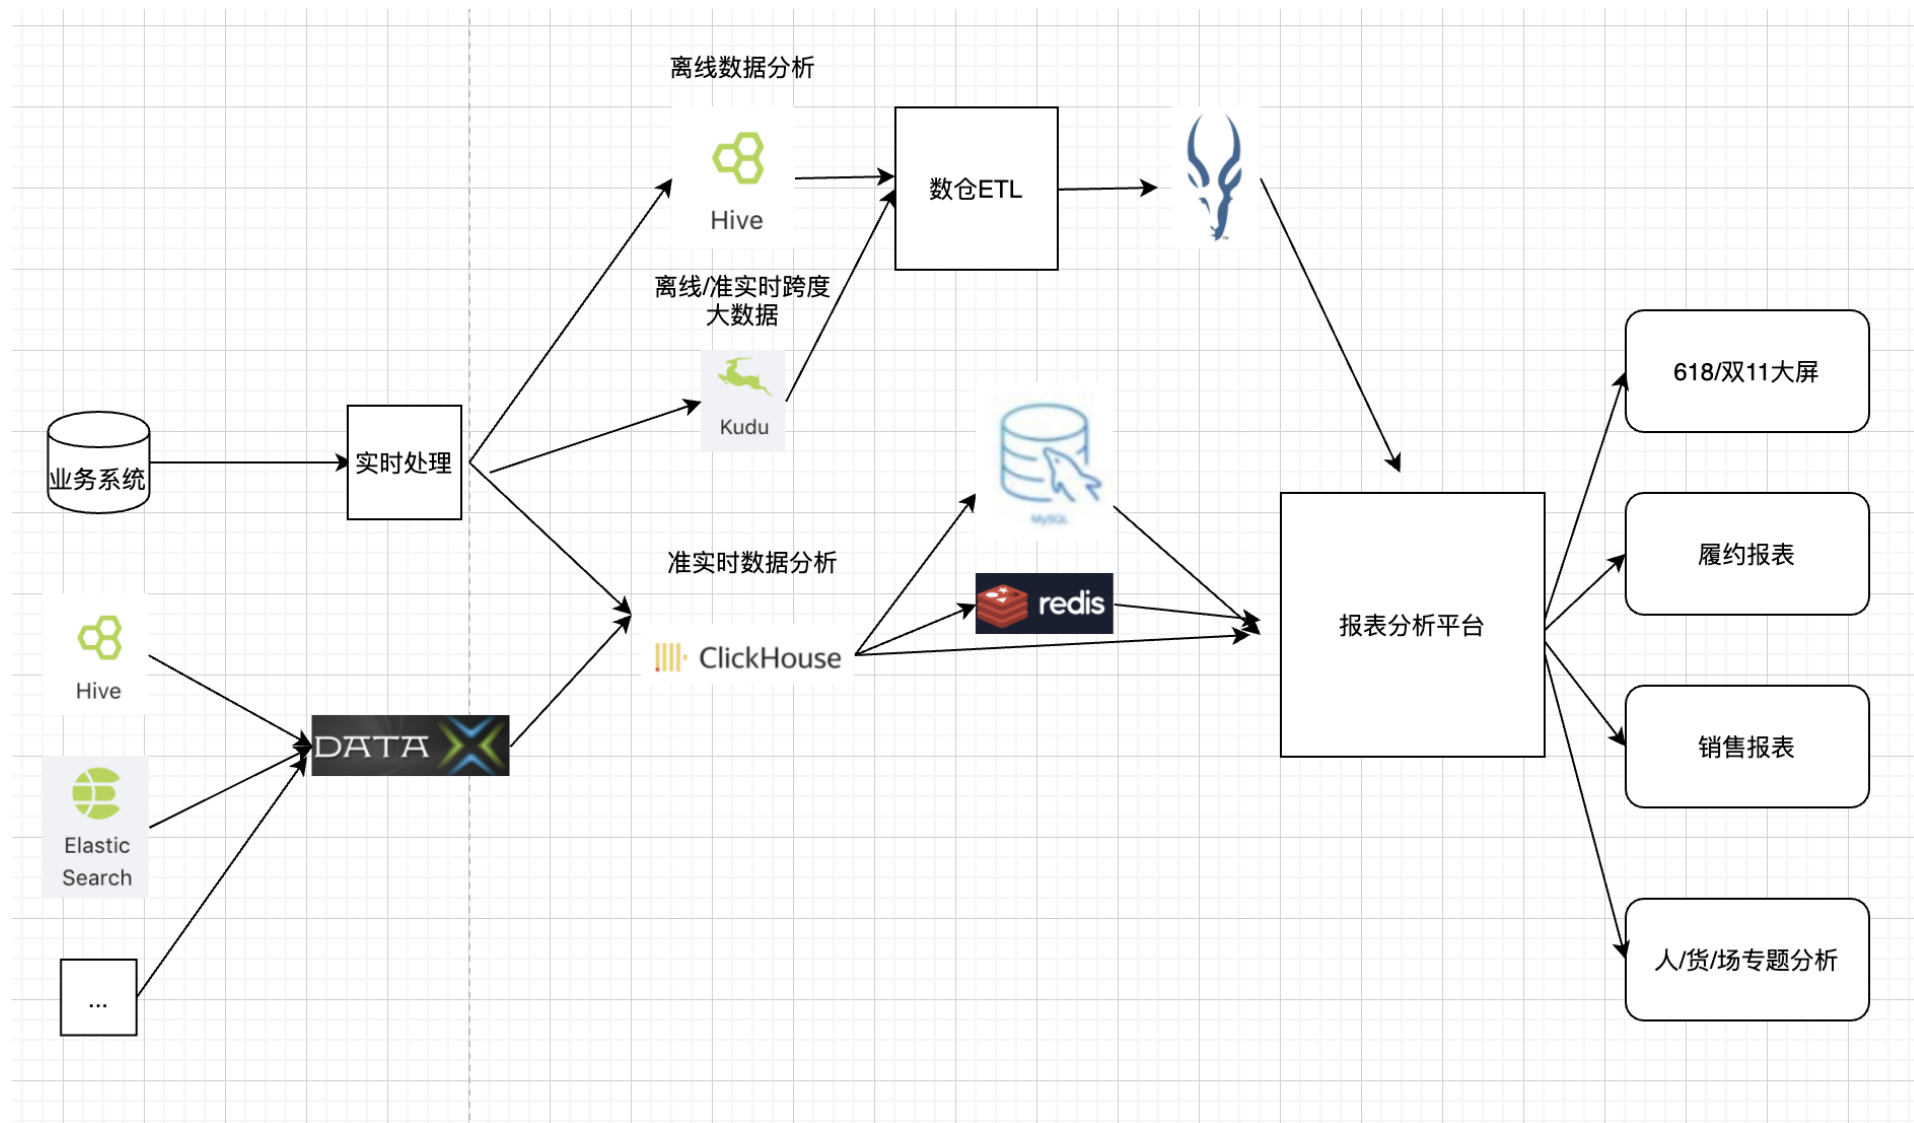 离线数据分析
Hive
数仓ETL
离线/准实时跨度
大数据
Kudu
业务系统
实时处理
MySQL
准实时数据分析
redis
ClickHouse
Hive
DATA X
Elastic
Search
...
报表分析平台
618/双11大屏
履约报表
销售报表
人/货/场专题分析